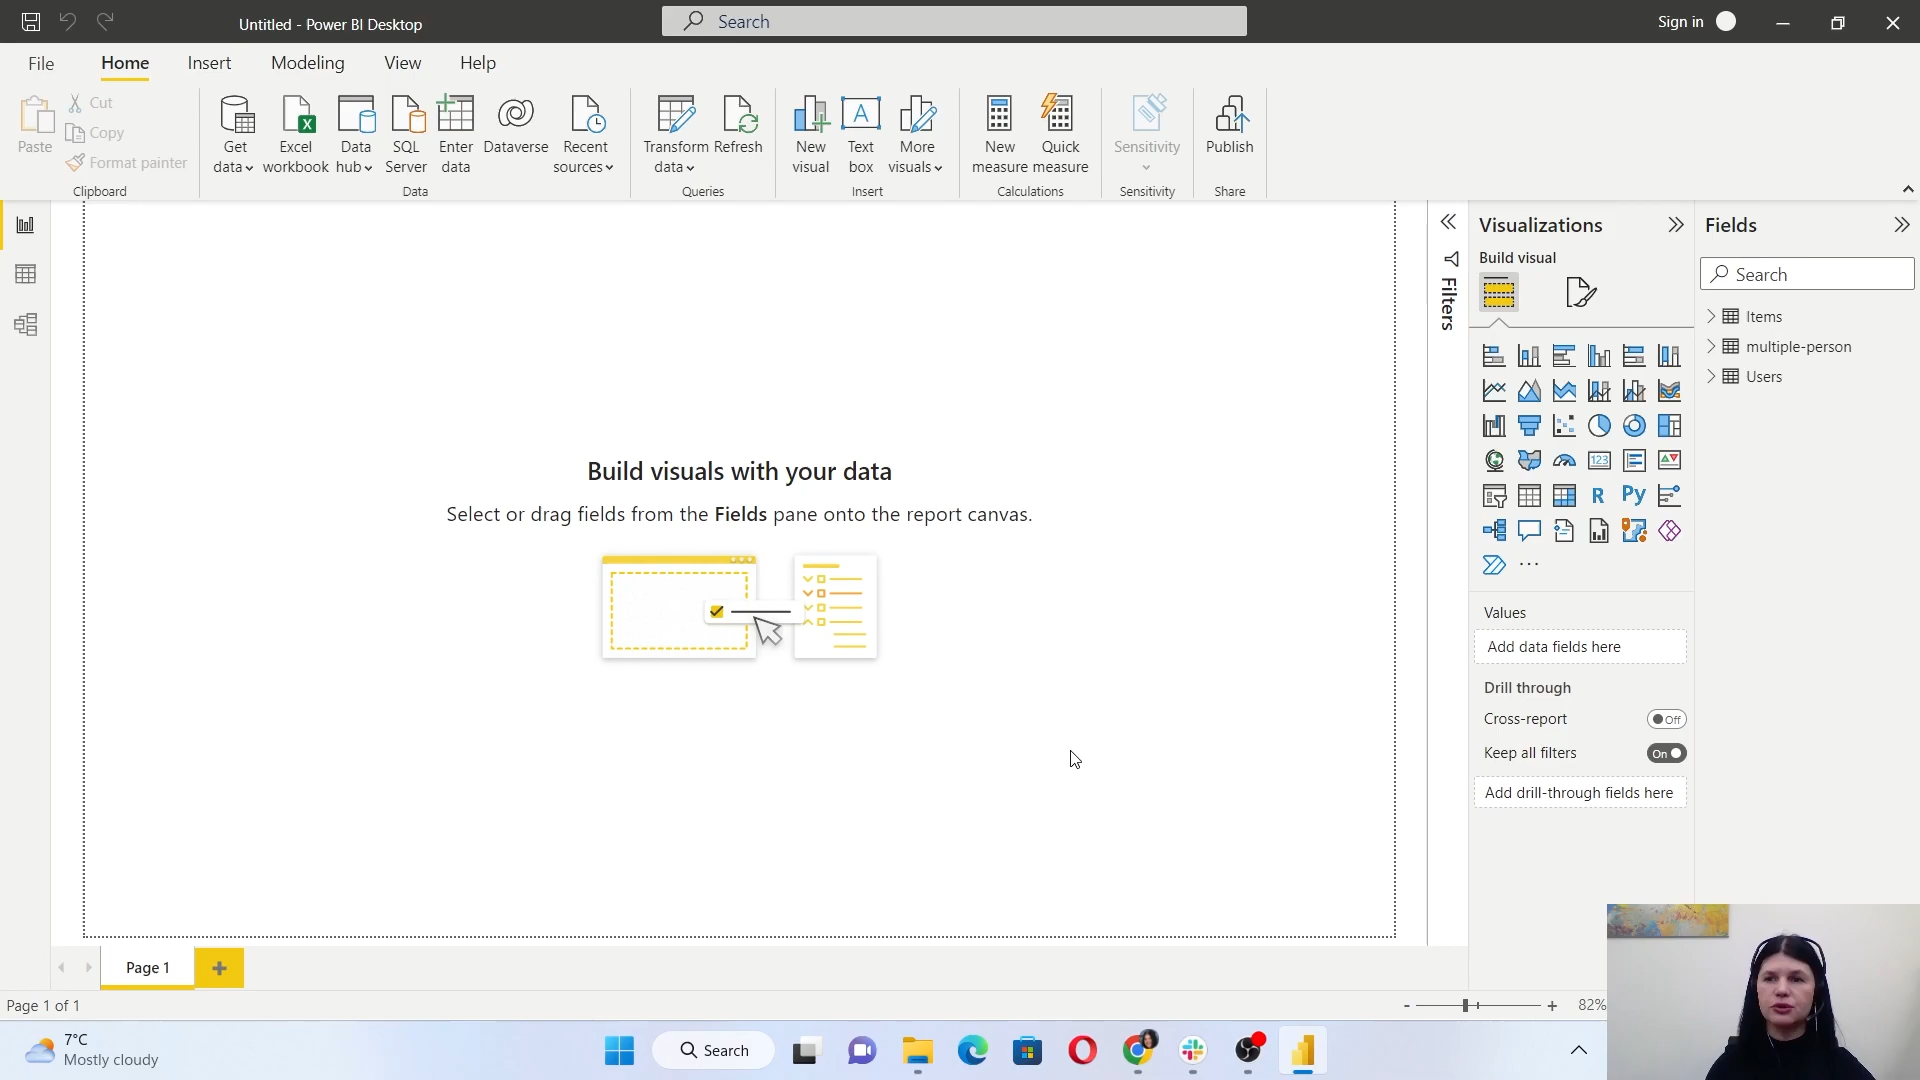 Untitled - Power BI Desktop
Search
Sign in
File
Home
Insert
Modeling
View
Help
Paste
Cut
Copy
Format painter
Clipboard
Get data
Excel workbook
Data hub
SQL Server
Enter data
Dataverse
Recent sources
Data
Transform data
Refresh
Queries
New visual
Text box
More visuals
Insert
New measure
Quick measure
Calculations
Sensitivity
Sensitivity
Publish
Share
Build visuals with your data
Select or drag fields from the Fields pane onto the report canvas.
Filters
Visualizations
Build visual
123
R
Py
Values
Add data fields here
Drill through
Cross-report
Off
Keep all filters
On
Add drill-through fields here
Fields
Search
Items
multiple-person
Users
Page 1
Page 1 of 1
-
+
82%
7°C
Mostly cloudy
Search